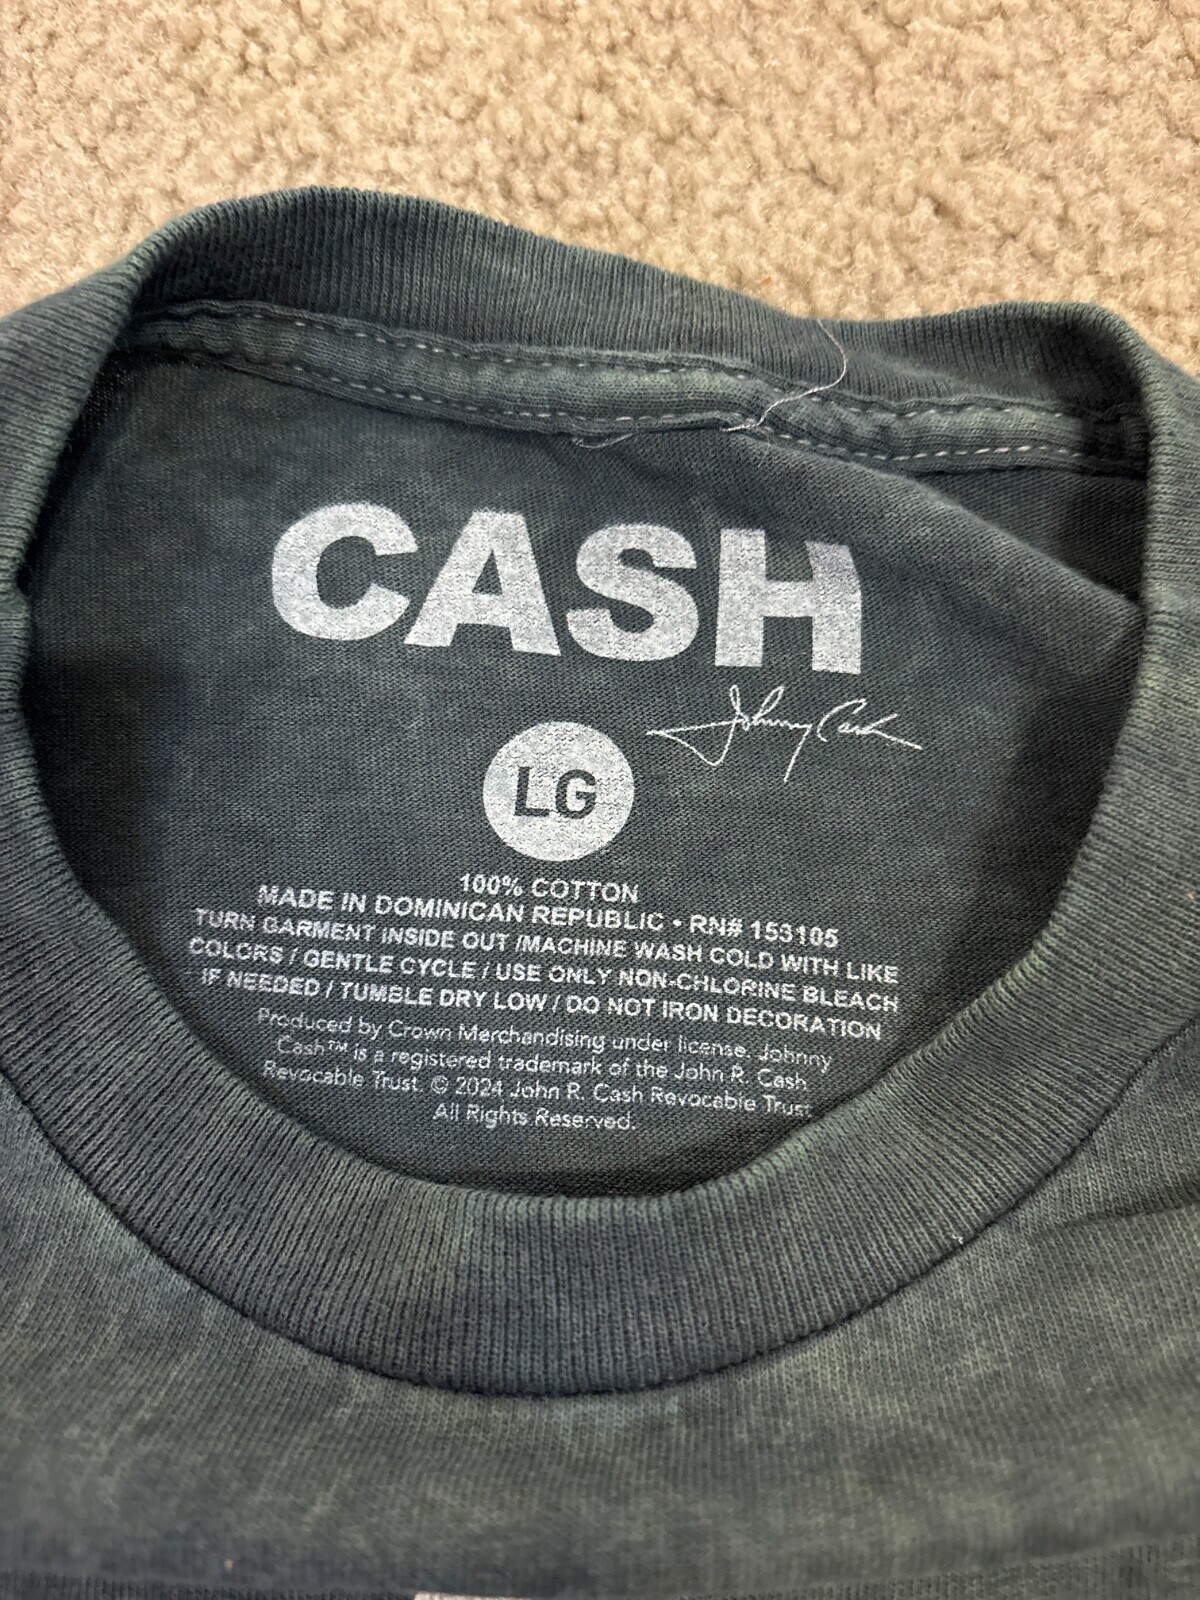 CASH
Johnny Cash
LG
100% COTTON
MADE IN DOMINICAN REPUBLIC • RN# 153105
TURN GARMENT INSIDE OUT /MACHINE WASH COLD WITH LIKE
COLORS / GENTLE CYCLE / USE ONLY NON-CHLORINE BLEACH
IF NEEDED / TUMBLE DRY LOW / DO NOT IRON DECORATION
Produced by Crown Merchandising under license. Johnny
Cash™ is a registered trademark of the John R. Cash
Revocable Trust. © 2024 John R. Cash Revocable Trust
All Rights Reserved.